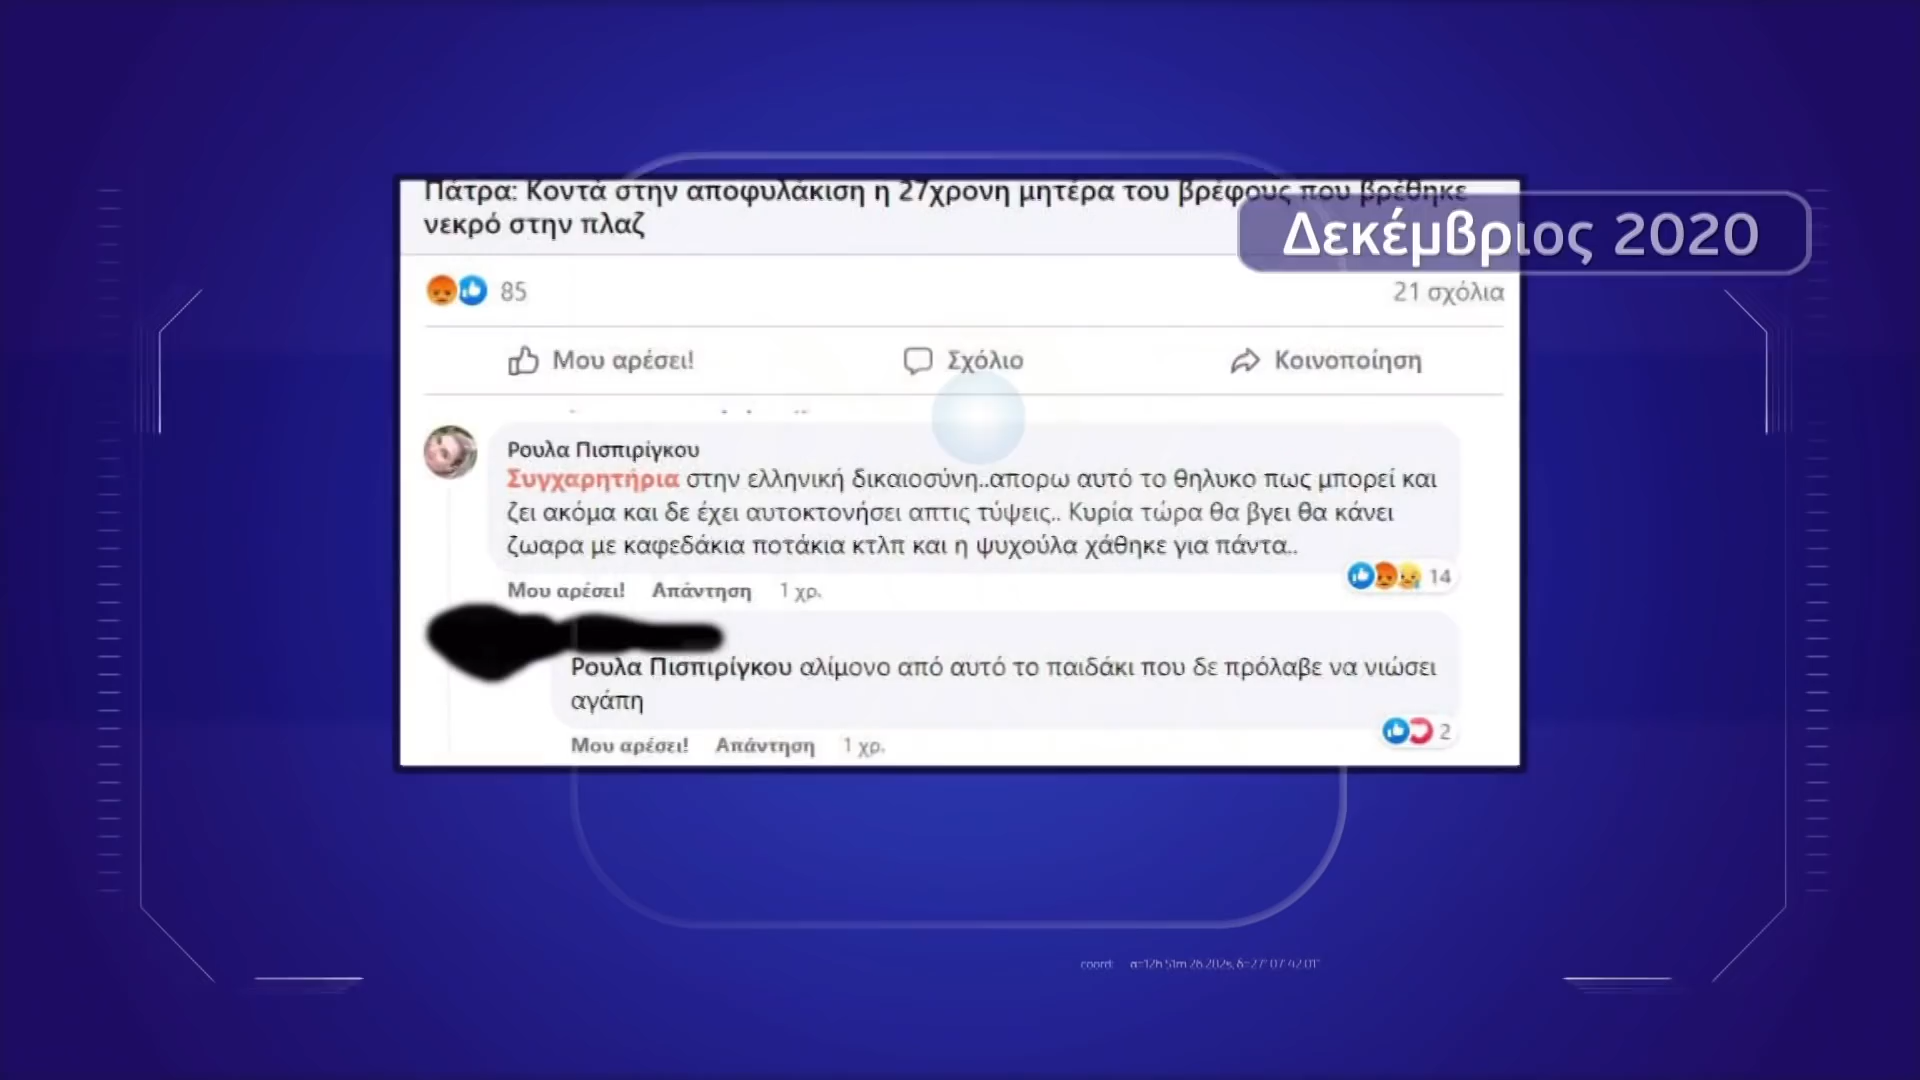 Πάτρα: Κοντά στην αποφυλάκιση η 27χρονη μητέρα του βρέφους που βρέθηκε
νεκρό στην πλαζ
Δεκέμβριος 2020
85
21 σχόλια
Μου αρέσει!
Σχόλιο
Κοινοποίηση
Ρουλα Πισπιρίγκου
Συγχαρητήρια στην ελληνική δικαιοσύνη..απορω αυτό το θηλυκο πως μπορεί και
ζει ακόμα και δε έχει αυτοκτονήσει απτις τύψεις.. Κυρία τώρα θα βγει θα κάνει
ζωαρα με καφεδάκια ποτάκια κτλπ και η ψυχούλα χάθηκε για πάντα..
14
Μου αρέσει! Απάντηση 1 χρ.
Ρουλα Πισπιρίγκου αλίμονο από αυτό το παιδάκι που δε πρόλαβε να νιώσει
αγάπη
2
Μου αρέσει! Απάντηση 1 χρ.
coord: